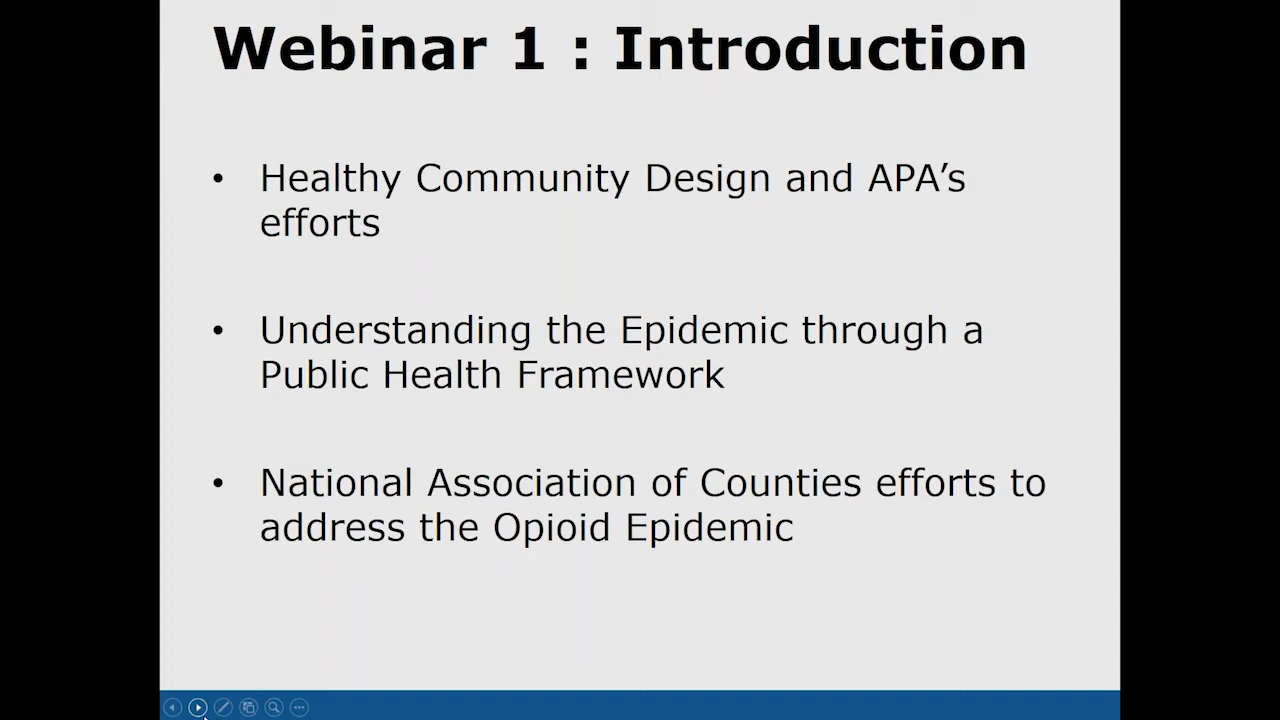 Webinar 1 : Introduction
• Healthy Community Design and APA’s
efforts
• Understanding the Epidemic through a
Public Health Framework
• National Association of Counties efforts to
address the Opioid Epidemic